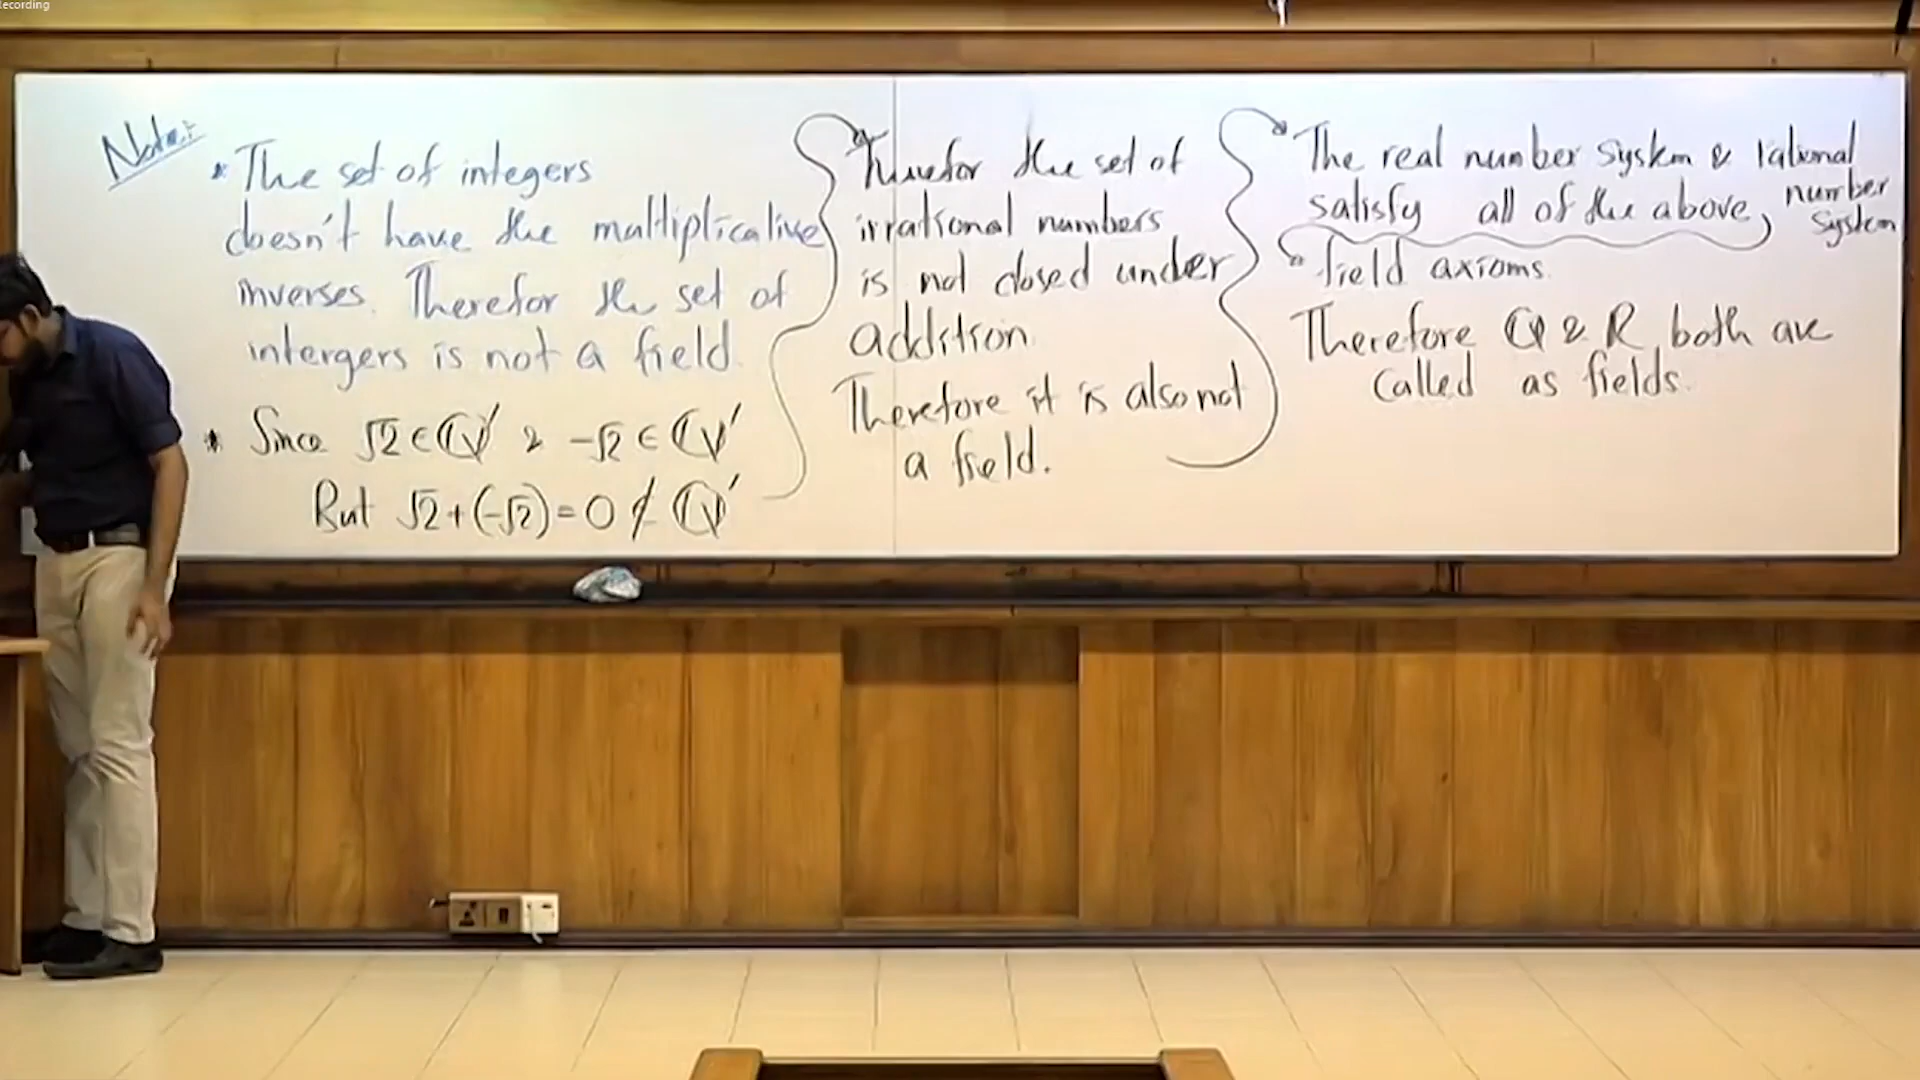 Recording
Note:
* The set of integers
doesn't have the multiplicative
inverses. Therefor the set of
intergers is not a field.
* Since √2 ∈ Q′ & -√2 ∈ Q′
But √2+(-√2)=0 ∉ Q′
Therefor the set of
irrational numbers
is not closed under
addition.
Therefore it is also not
a field.
The real number system & rational number system
satisfy all of the above,
field axioms.
Therefore Q & R both are
called as fields.